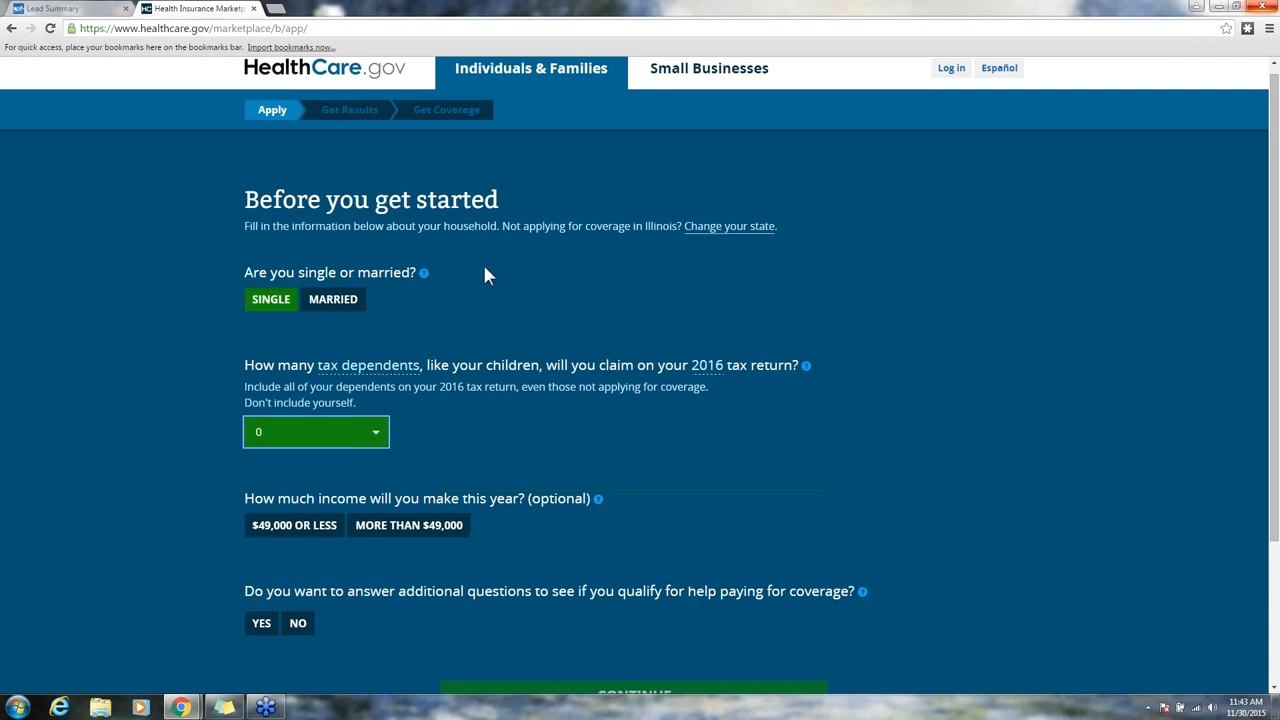 Lead Summary
Health Insurance Marketpl
https://www.healthcare.gov/marketplace/b/app/
For quick access, place your bookmarks here on the bookmarks bar. Import bookmarks now...
HealthCare.gov
Individuals & Families
Small Businesses
Log in
Español
Apply
Get Results
Get Coverage
Before you get started
Fill in the information below about your household. Not applying for coverage in Illinois? Change your state.
Are you single or married?
SINGLE
MARRIED
How many tax dependents, like your children, will you claim on your 2016 tax return?
Include all of your dependents on your 2016 tax return, even those not applying for coverage.
Don't include yourself.
0
How much income will you make this year? (optional)
$49,000 OR LESS
MORE THAN $49,000
Do you want to answer additional questions to see if you qualify for help paying for coverage?
YES
NO
CONTINUE
11:43 AM
11/30/2015